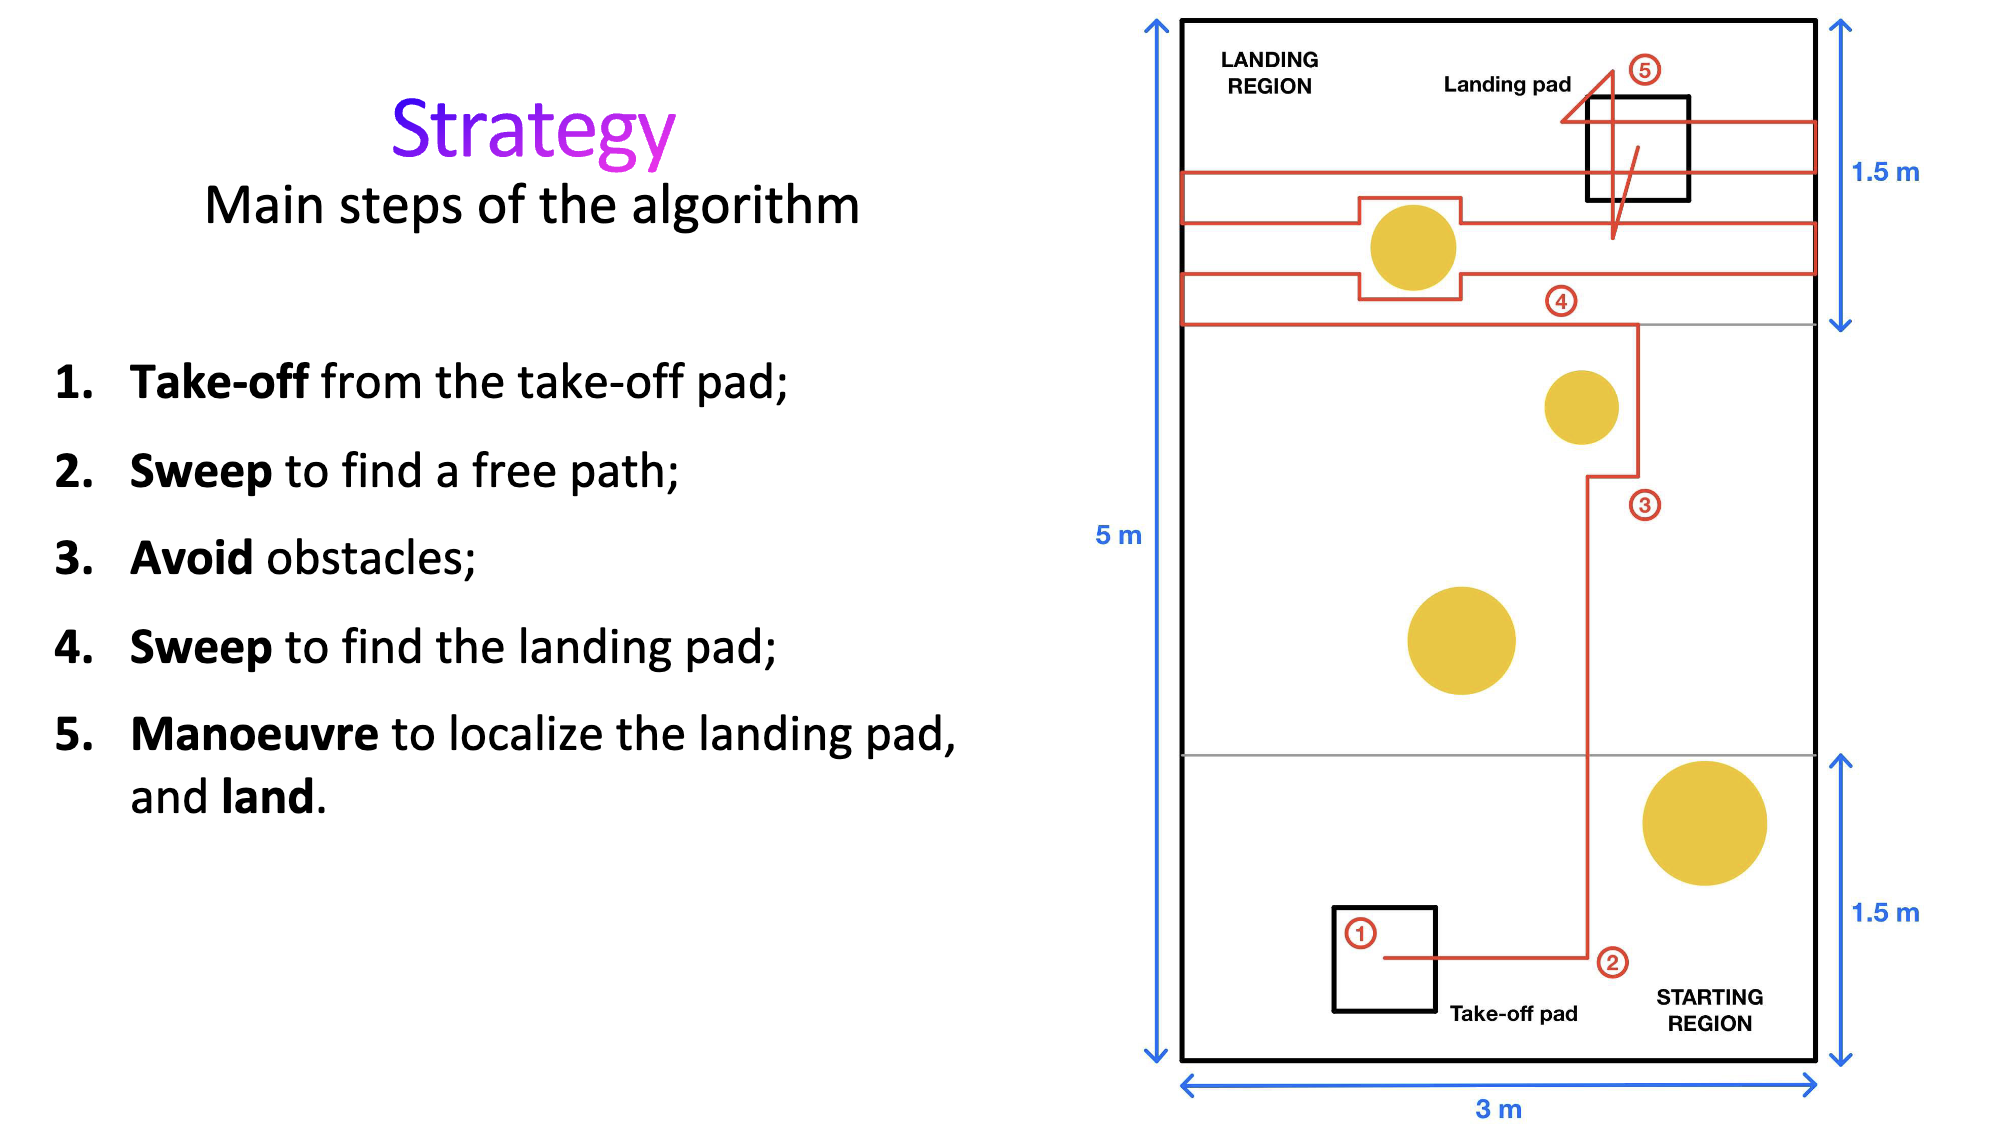 Strategy
Main steps of the algorithm
1. Take-off from the take-off pad;
2. Sweep to find a free path;
3. Avoid obstacles;
4. Sweep to find the landing pad;
5. Manoeuvre to localize the landing pad,
and land.
LANDING
REGION
Landing pad
5
1.5 m
4
3
5 m
1
2
1.5 m
Take-off pad
STARTING
REGION
3 m